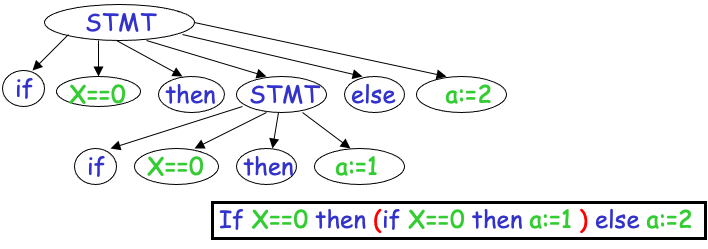 STMT
if X==0 then STMT else a:=2
if X==0 then a:=1
If X==0 then (if X==0 then a:=1 ) else a:=2